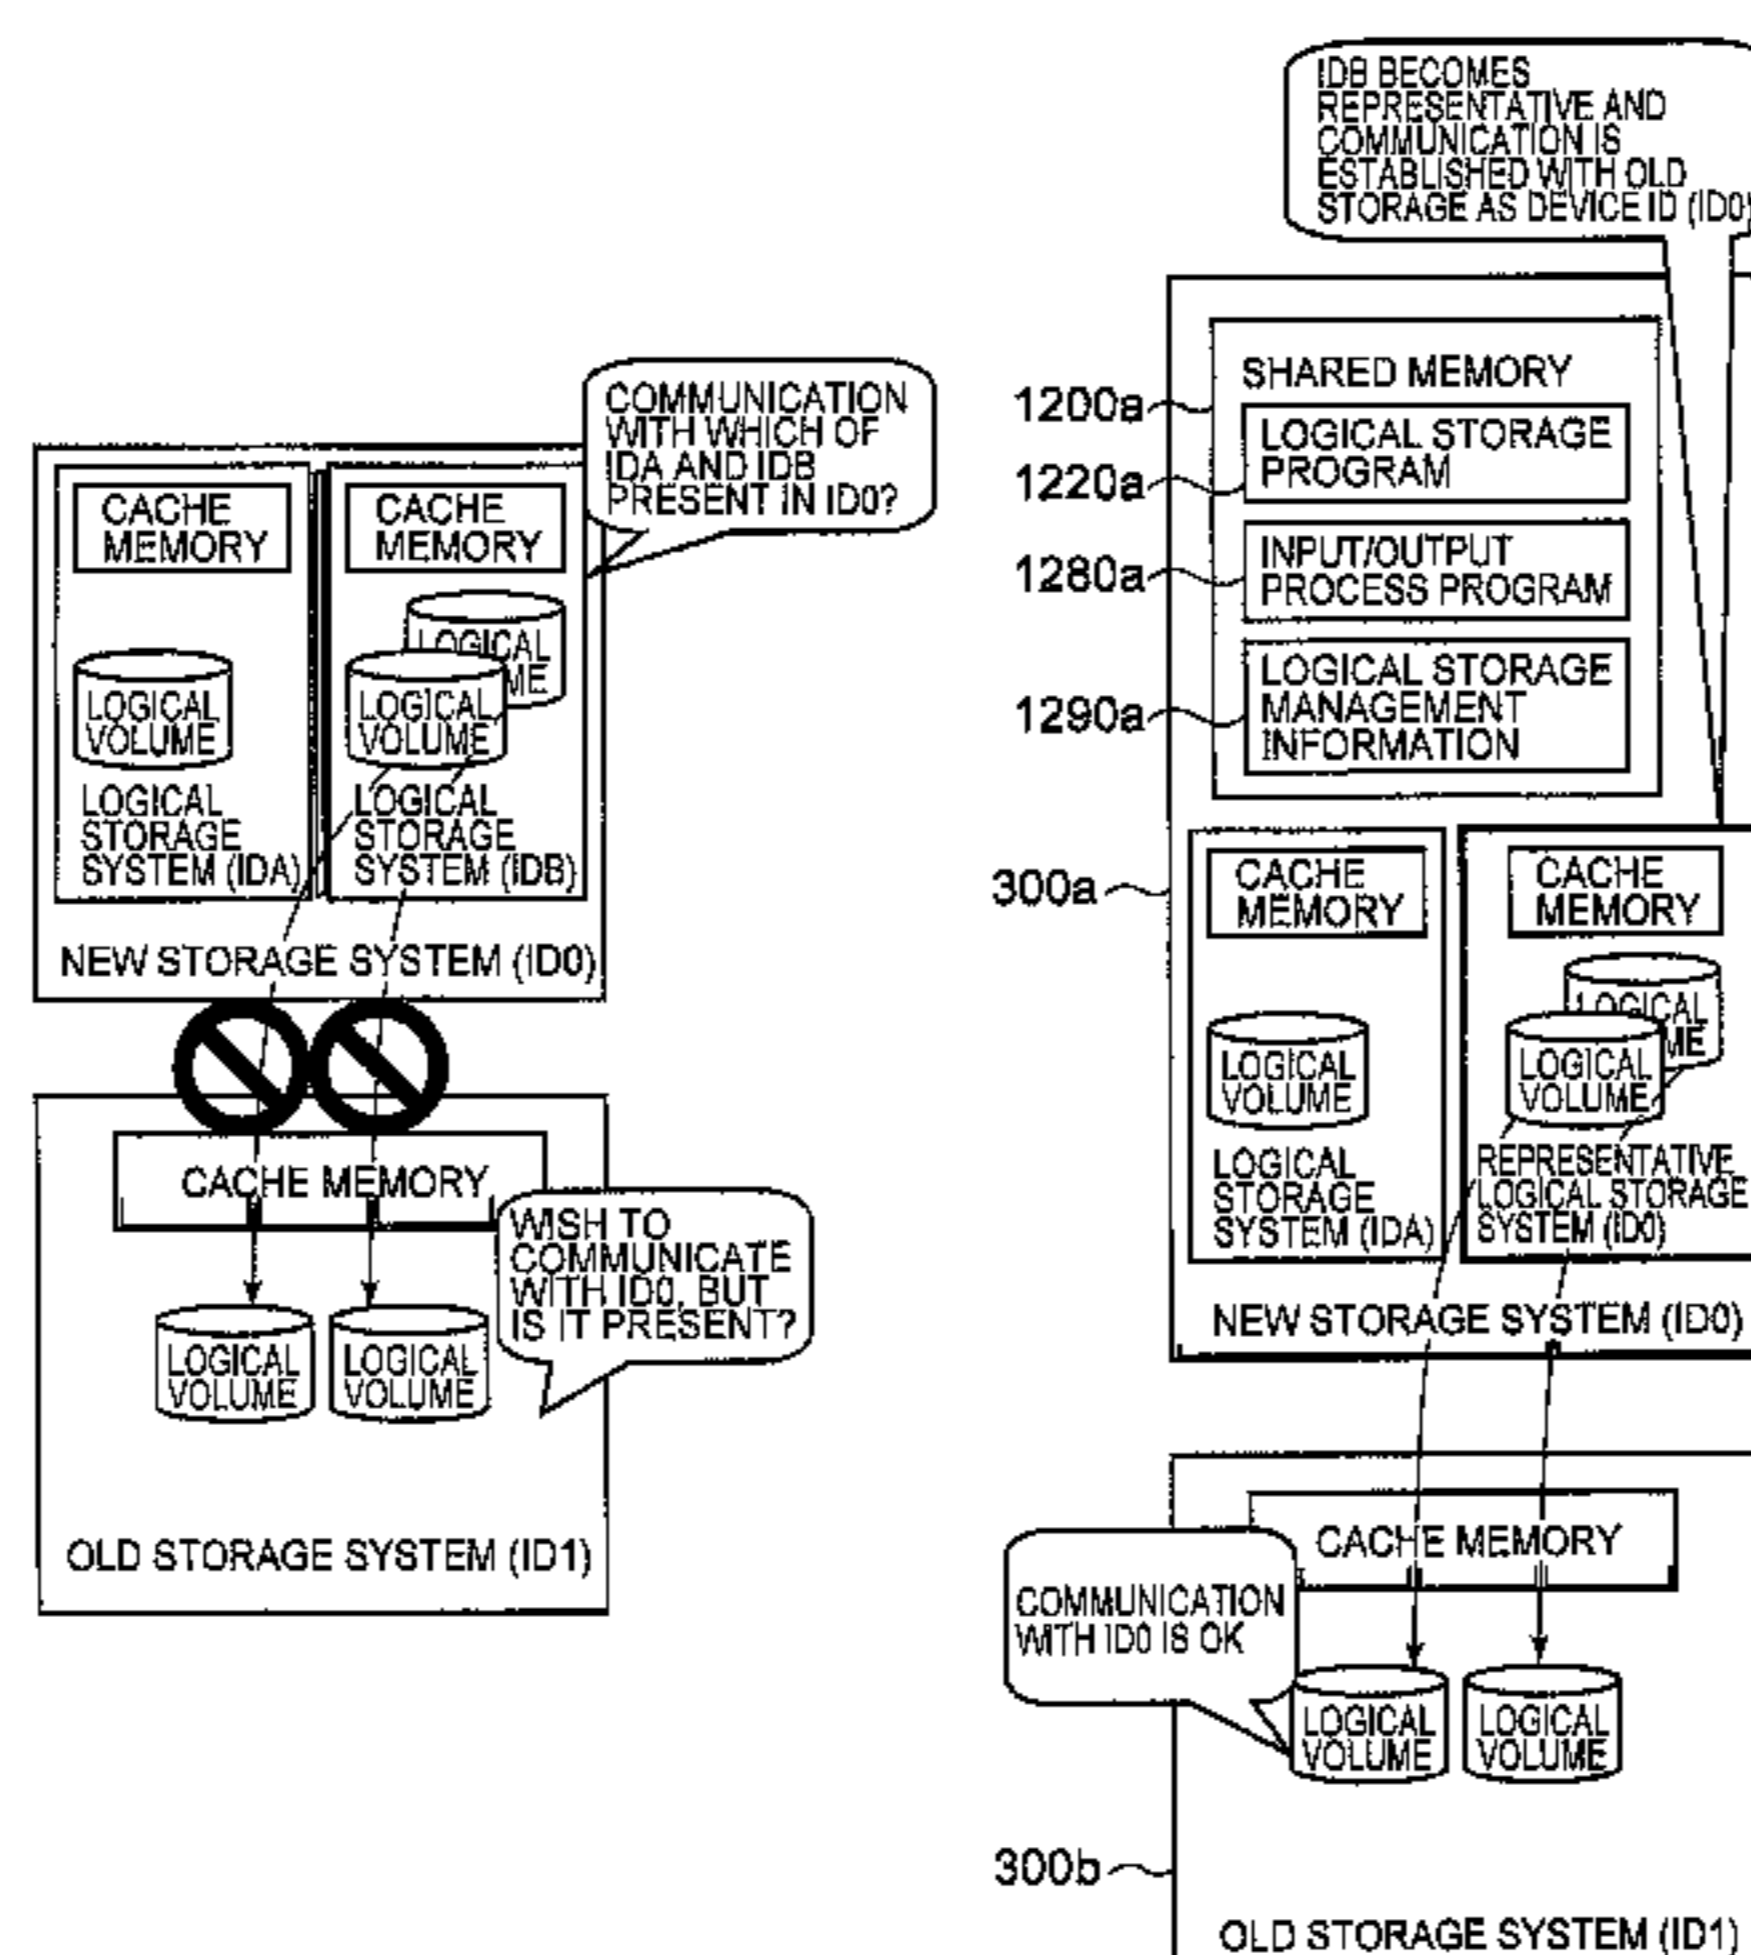 COMMUNICATION
WITH WHICH OF
IDA AND IDB
PRESENT IN ID0?
CACHE
MEMORY
CACHE
MEMORY
LOGICAL
VOLUME
LOGICAL
ME
LOGICAL
VOLUME
LOGICAL
STORAGE
SYSTEM (IDA)
LOGICAL
STORAGE
SYSTEM (IDB)
NEW STORAGE SYSTEM (ID0)
CACHE MEMORY
WISH TO
COMMUNICATE
WITH ID0, BUT
IS IT PRESENT?
LOGICAL
VOLUME
LOGICAL
VOLUME
OLD STORAGE SYSTEM (ID1)
IDB BECOMES
REPRESENTATIVE AND
COMMUNICATION IS
ESTABLISHED WITH OLD
STORAGE AS DEVICE ID (ID0)
SHARED MEMORY
1200a
LOGICAL STORAGE
PROGRAM
1220a
INPUT/OUTPUT
PROCESS PROGRAM
1280a
LOGICAL STORAGE
MANAGEMENT
INFORMATION
1290a
300a
CACHE
MEMORY
CACHE
MEMORY
LOGICAL
VOLUME
LOGICAL
ME
LOGICAL
VOLUME
LOGICAL
STORAGE
SYSTEM (IDA)
REPRESENTATIVE
LOGICAL STORAGE
SYSTEM (ID0)
NEW STORAGE SYSTEM (ID0)
CACHE MEMORY
COMMUNICATION
WITH ID0 IS OK
LOGICAL
VOLUME
LOGICAL
VOLUME
300b
OLD STORAGE SYSTEM (ID1)